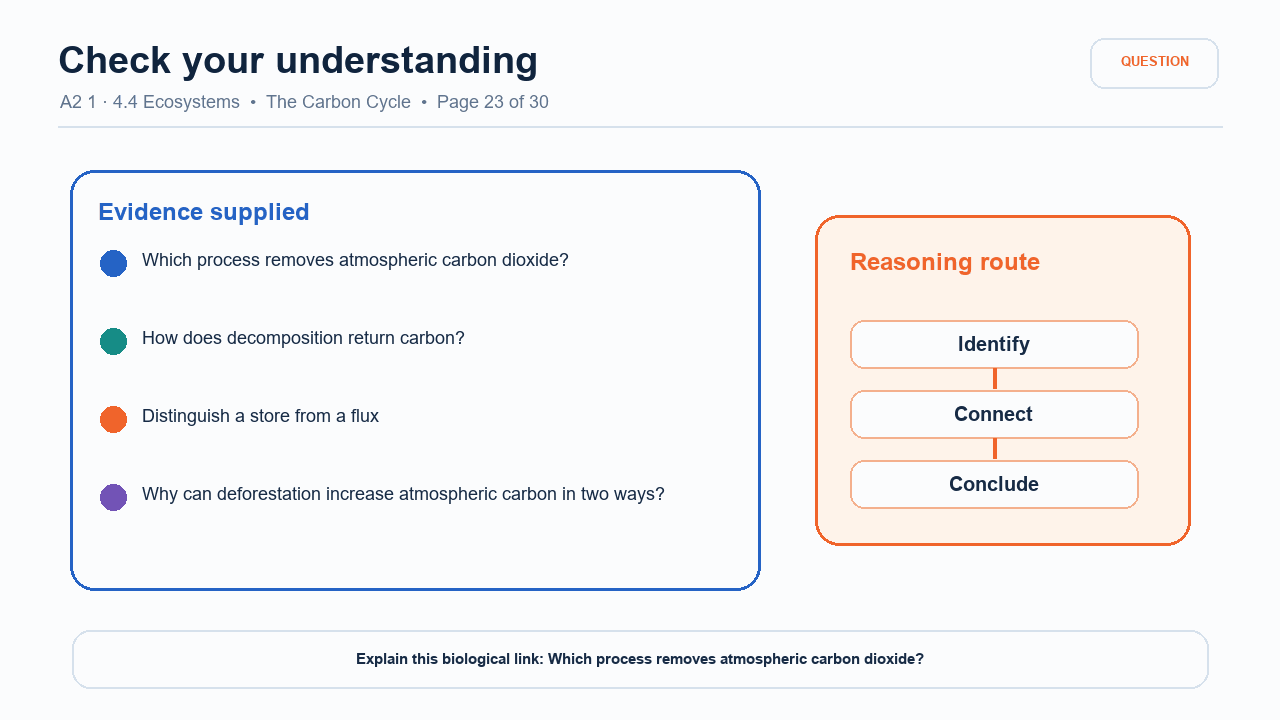 Check your understanding
QUESTION
A2 1 · 4.4 Ecosystems • The Carbon Cycle • Page 23 of 30
Evidence supplied
Which process removes atmospheric carbon dioxide?
How does decomposition return carbon?
Distinguish a store from a flux
Why can deforestation increase atmospheric carbon in two ways?
Reasoning route
Identify
Connect
Conclude
Explain this biological link: Which process removes atmospheric carbon dioxide?